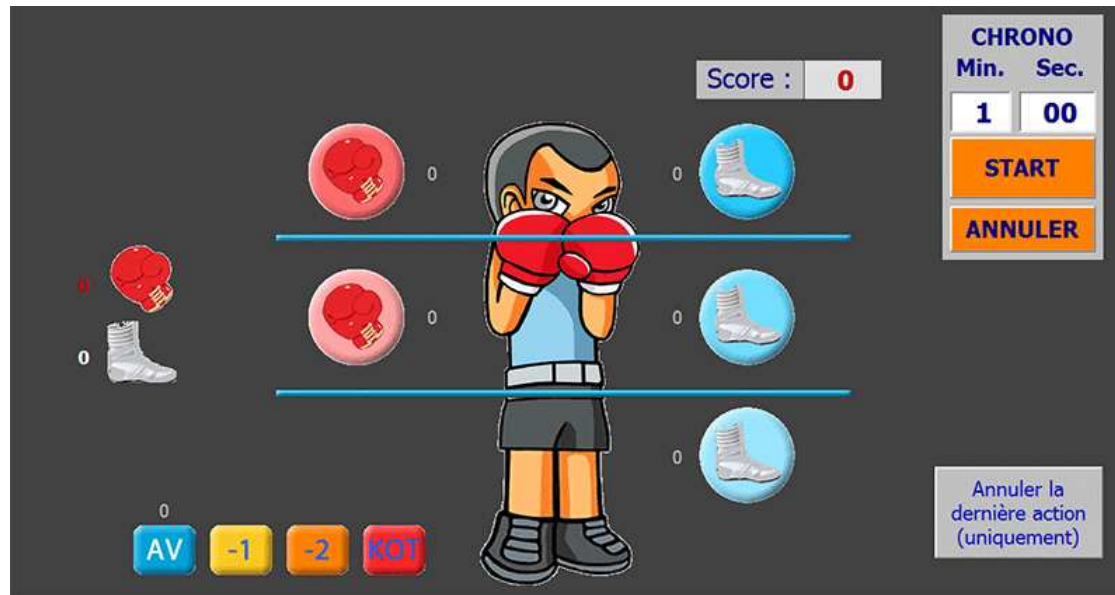 CHRONO
Min. Sec.
1 00
START
ANNULER
Score : 0
0 0
0
0 0
0
0
0
AV -1 -2 KOT
Annuler la
dernière action
(uniquement)